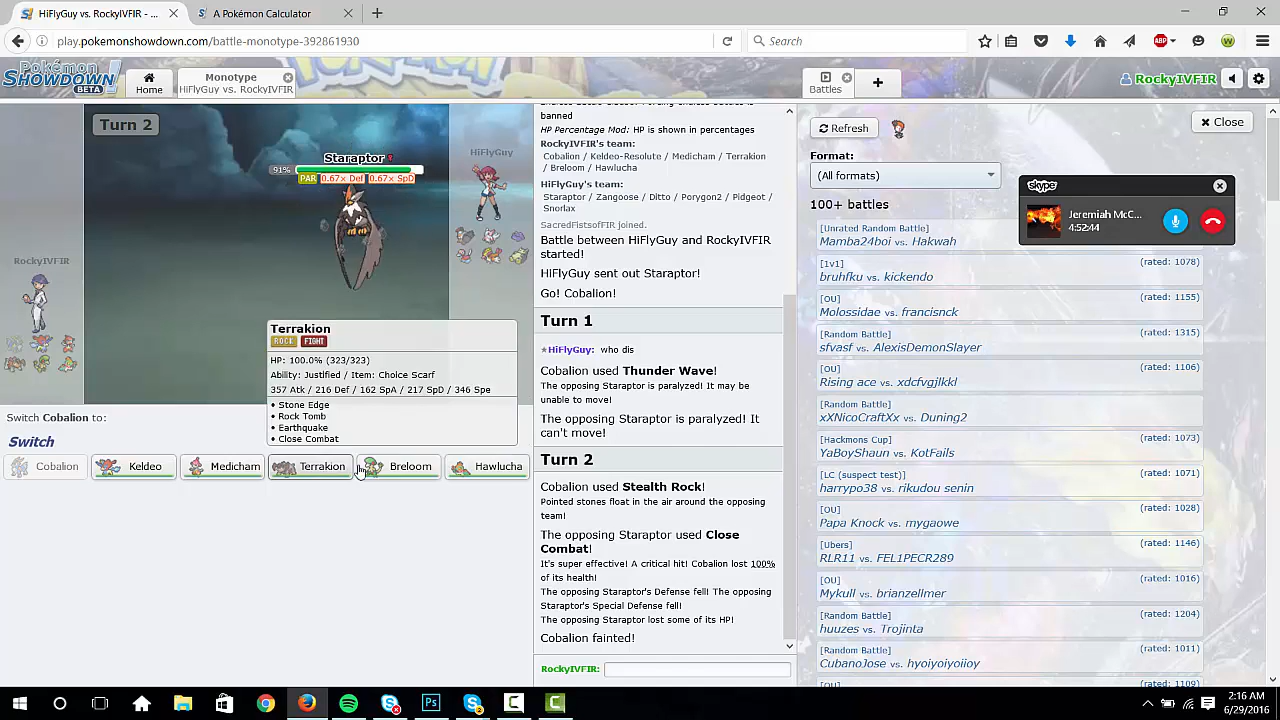 HiFlyGuy vs. RockyIVFIR - ...
A Pokémon Calculator
play.pokemonshowdown.com/battle-monotype-392861930
Search
ABP
W
Pokémon
SHOWDOWN
BETA
Home
Monotype
HiFlyGuy vs. RockyIVFIR
Battles
RockyIVFIR
Turn 2
Staraptor
91%
PAR 0.67× Def 0.67× SpD
HiFlyGuy
RockyIVFIR
Terrakion
ROCK FIGHT
HP: 100.0% (323/323)
Ability: Justified / Item: Choice Scarf
357 Atk / 216 Def / 162 SpA / 217 SpD / 346 Spe
• Stone Edge
• Rock Tomb
• Earthquake
• Close Combat
Switch Cobalion to:
Switch
Cobalion
Keldeo
Medicham
Terrakion
Breloom
Hawlucha
banned
HP Percentage Mod: HP is shown in percentages
RockyIVFIR's team:
Cobalion / Keldeo-Resolute / Medicham / Terrakion
/ Breloom / Hawlucha
HiFlyGuy's team:
Staraptor / Zangoose / Ditto / Porygon2 / Pidgeot /
Snorlax
SacredFistsofFIR joined.
Battle between HiFlyGuy and RockyIVFIR
started!
HiFlyGuy sent out Staraptor!
Go! Cobalion!
Turn 1
★HiFlyGuy: who dis
Cobalion used Thunder Wave!
The opposing Staraptor is paralyzed! It may be
unable to move!
The opposing Staraptor is paralyzed! It
can't move!
Turn 2
Cobalion used Stealth Rock!
Pointed stones float in the air around the opposing
team!
The opposing Staraptor used Close
Combat!
It's super effective! A critical hit! Cobalion lost 100%
of its health!
The opposing Staraptor's Defense fell! The opposing
Staraptor's Special Defense fell!
The opposing Staraptor lost some of its HP!
Cobalion fainted!
RockyIVFIR:
Refresh
Close
Format:
(All formats)
100+ battles
skype
Jeremiah McC...
4:52:44
[Unrated Random Battle]
Mamba24boi vs. Hakwah
[1v1]
(rated: 1078)
bruhfku vs. kickendo
[OU]
(rated: 1155)
Molossidae vs. francisnck
[Random Battle]
(rated: 1315)
sfvasf vs. AlexisDemonSlayer
[OU]
(rated: 1106)
Rising ace vs. xdcfvgjlkkl
[Random Battle]
xXNicoCraftXx vs. Duning2
[Hackmons Cup]
(rated: 1073)
YaBoyShaun vs. KotFails
[LC (suspect test)]
(rated: 1071)
harrypo38 vs. rikudou senin
[OU]
(rated: 1028)
Papa Knock vs. mygaowe
[Ubers]
(rated: 1146)
RLR11 vs. FEL1PECR289
[OU]
(rated: 1016)
Mykull vs. brianzellmer
[Random Battle]
(rated: 1204)
huuzes vs. Trojinta
[Random Battle]
(rated: 1011)
CubanoJose vs. hyoiyoiyoiioy
[OU]
(rated: 1109)
2:16 AM
6/29/2016